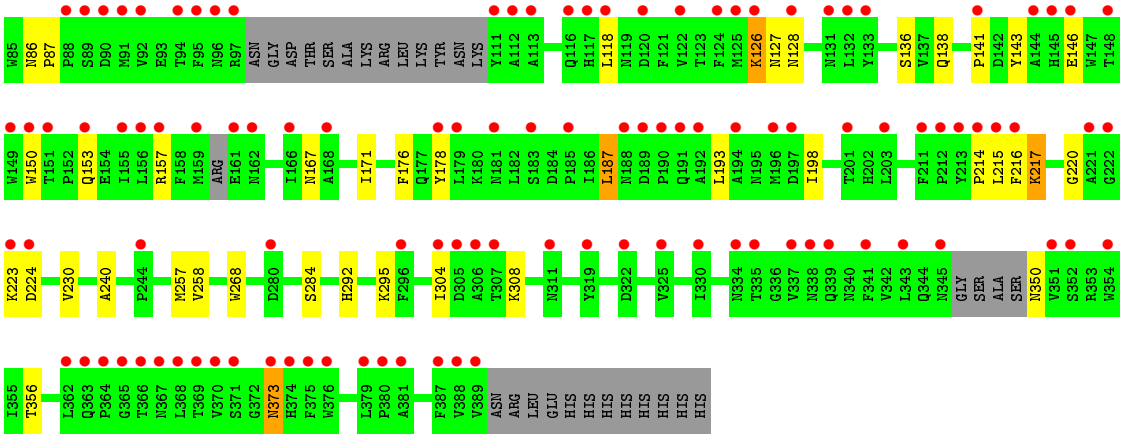 W85 N86 P87 P88 S89 D90 M91 V92 E93 T94 F95 N96 R97 ASN GLY ASP THR SER ALA LYS ARG LEU LYS TYR ASN LYS Y111 A112 A113 Q116 H117 L118 N119 D120 F121 V122 T123 F124 M125 K126 N127 N128 N131 L132 Y133 S136 V137 Q138 P141 D142 Y143 A144 H145 E146 W147 T148
W149 W150 T151 P152 Q153 E154 I155 L156 R157 F158 M159 ARG E161 N162 I166 N167 A168 I171 F176 Q177 Y178 L179 K180 N181 L182 S183 D184 P185 I186 L187 N188 D189 P190 Q191 A192 L193 A194 N195 M196 D197 I198 T201 H202 L203 F211 P212 Y213 P214 L215 F216 K217 G220 A221 G222
K223 D224 V230 A240 P244 M257 V258 W268 D280 S284 H292 K295 F296 I304 D305 A306 T307 K308 N311 Y319 D322 V325 I330 N334 T335 G336 V337 N338 Q339 N340 F341 V342 L343 Q344 N345 GLY SER ALA SER N350 V351 S352 R353 W354
I355 T356 L362 Q363 P364 G365 T366 N367 L368 T369 V370 S371 G372 N373 H374 F375 W376 L379 P380 A381 F387 V388 V389 ASN ARG LEU GLU HIS HIS HIS HIS HIS HIS HIS HIS